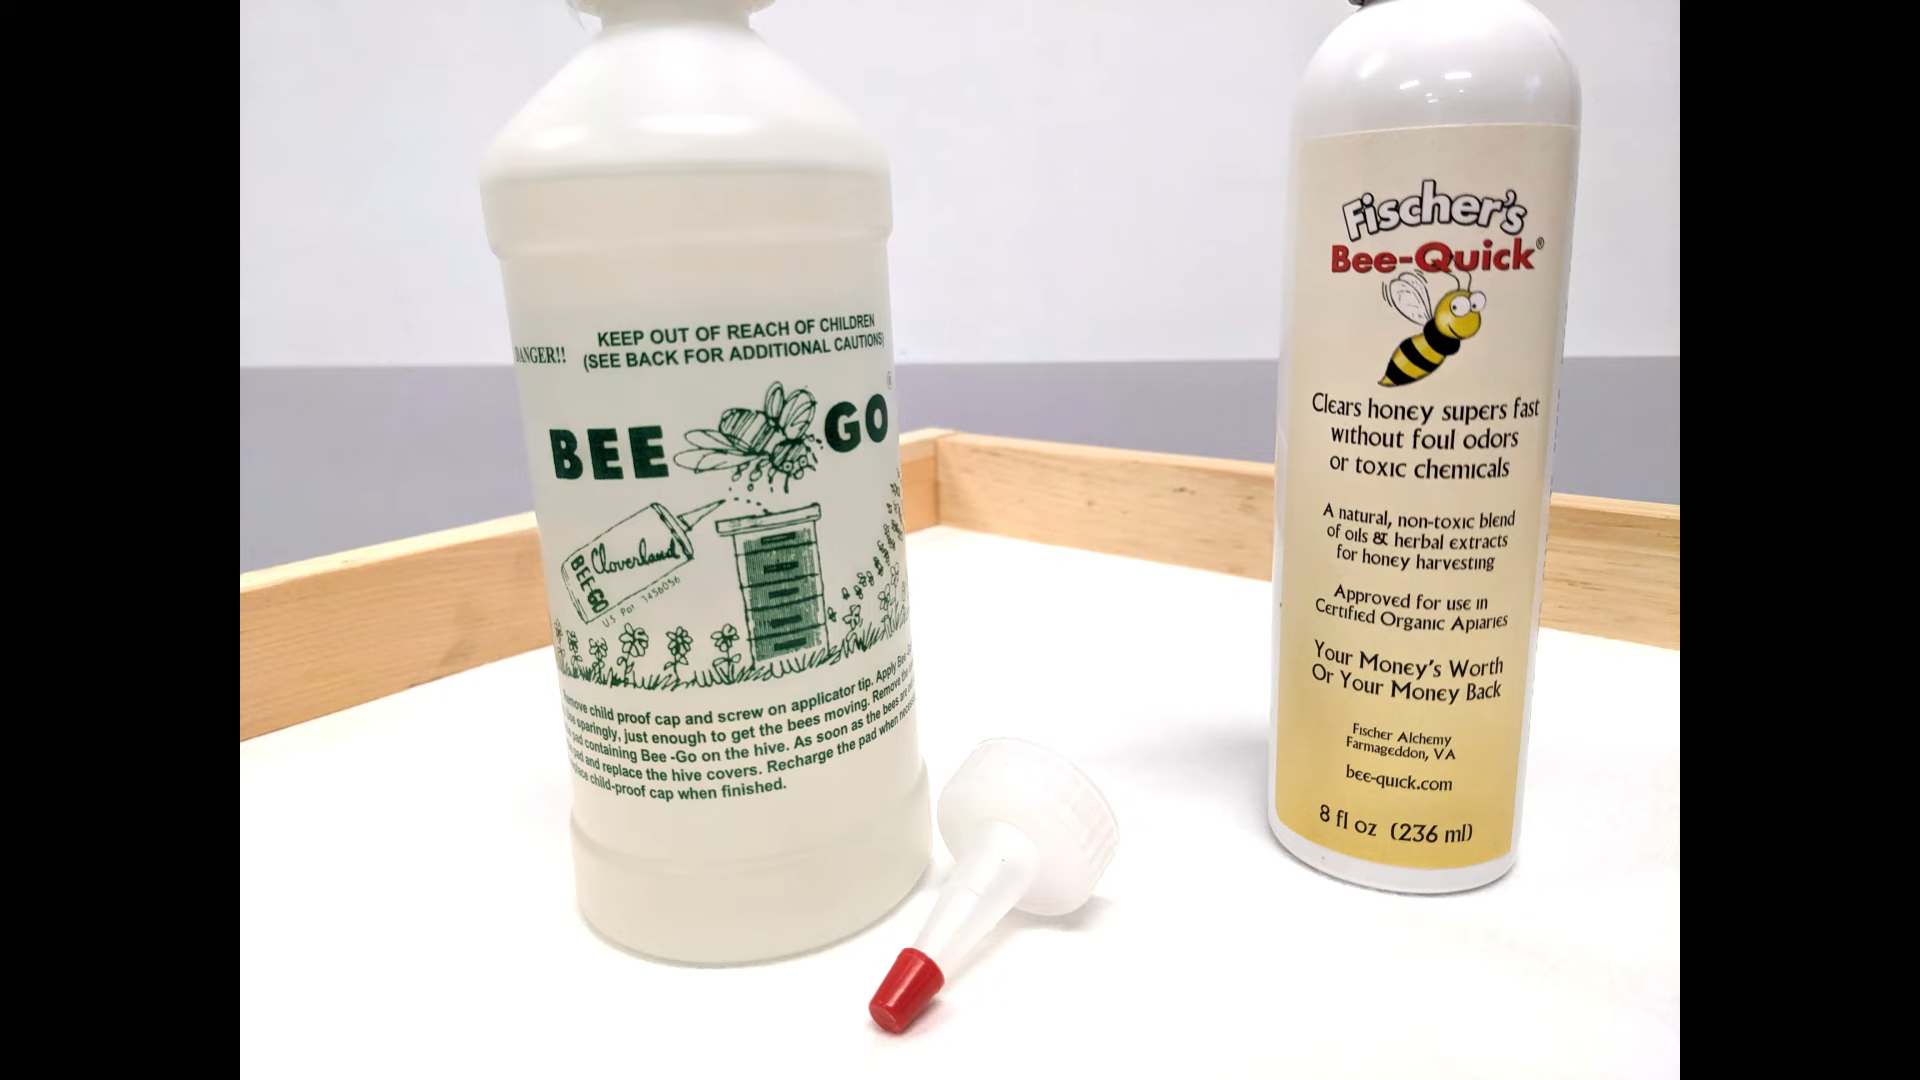 DANGER!!
KEEP OUT OF REACH OF CHILDREN
(SEE BACK FOR ADDITIONAL CAUTIONS)
BEE GO
Cloverland
BEE-GO
U.S. Pat 3456056
child proof cap and screw on applicator tip. Apply
sparingly, just enough to get the bees moving. Remove
containing Bee-Go on the hive. As soon as the bees are
and replace the hive covers. Recharge the pad when
child-proof cap when finished.
Fischer's
Bee-Quick®
Clears honey supers fast
without foul odors
or toxic chemicals
A natural, non-toxic blend
of oils & herbal extracts
for honey harvesting
Approved for use in
Certified Organic Apiaries
Your Money's Worth
Or Your Money Back
Fischer Alchemy
Farmageddon, VA
bee-quick.com
8 fl oz (236 ml)